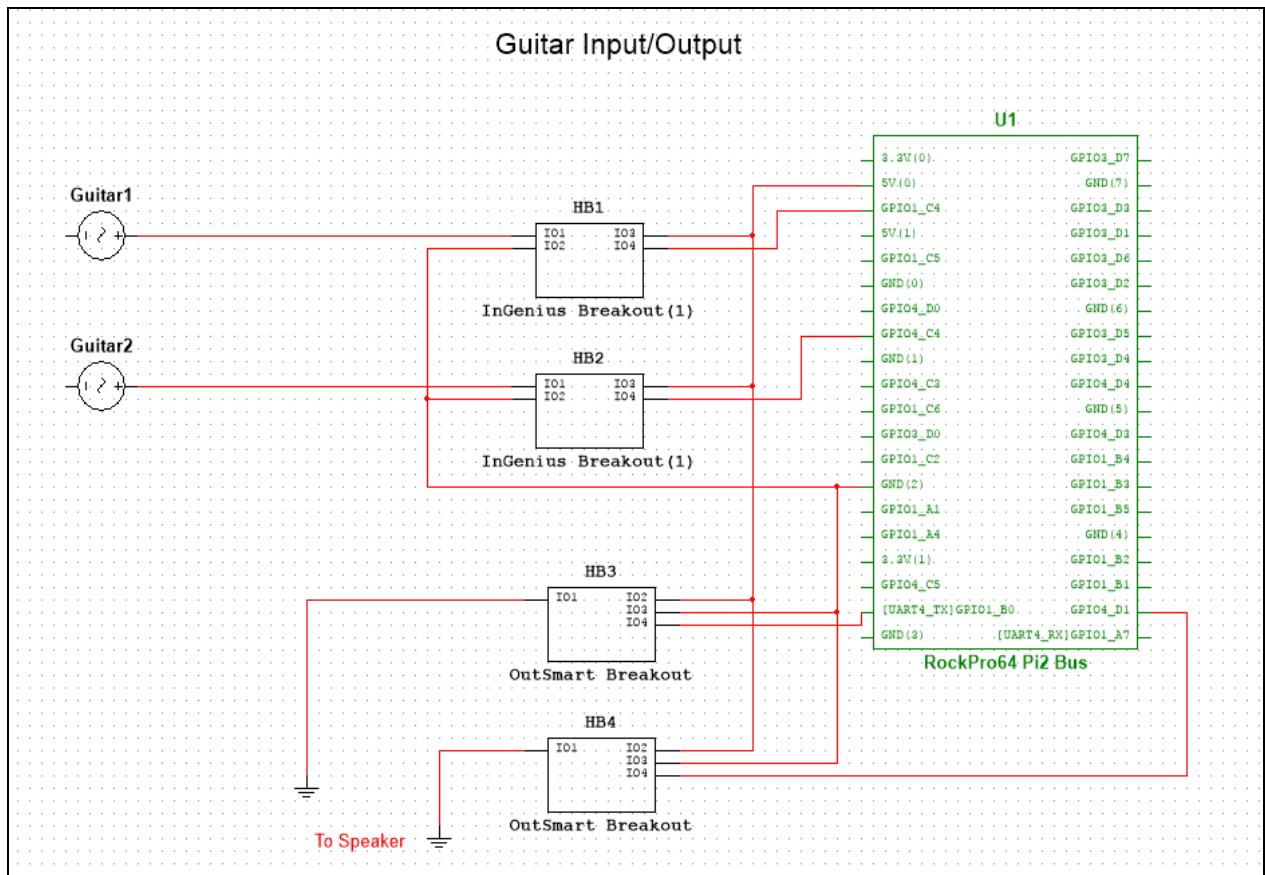 Guitar Input/Output
Guitar1
HB1
IO1 IO3
IO2 IO4
InGenius Breakout(1)
Guitar2
HB2
IO1 IO3
IO2 IO4
InGenius Breakout(1)
HB3
IO1 IO2
IO3
IO4
OutSmart Breakout
HB4
IO1 IO2
IO3
IO4
OutSmart Breakout
To Speaker
U1
3.3V(0) GPIO3_D7
5V(0) GND(7)
GPIO1_C4 GPIO3_D3
5V(1) GPIO3_D1
GPIO1_C5 GPIO3_D6
GND(0) GPIO3_D2
GPIO4_D0 GND(6)
GPIO4_C4 GPIO3_D5
GND(1) GPIO3_D4
GPIO4_C3 GPIO4_D4
GPIO1_C6 GND(5)
GPIO3_D0 GPIO4_D3
GPIO1_C2 GPIO1_B4
GND(2) GPIO1_B3
GPIO1_A1 GPIO1_B5
GPIO1_A4 GND(4)
3.3V(1) GPIO1_B2
GPIO4_C5 GPIO1_B1
[UART4_TX]GPIO1_B0 GPIO4_D1
GND(3) [UART4_RX]GPIO1_A7
RockPro64 Pi2 Bus